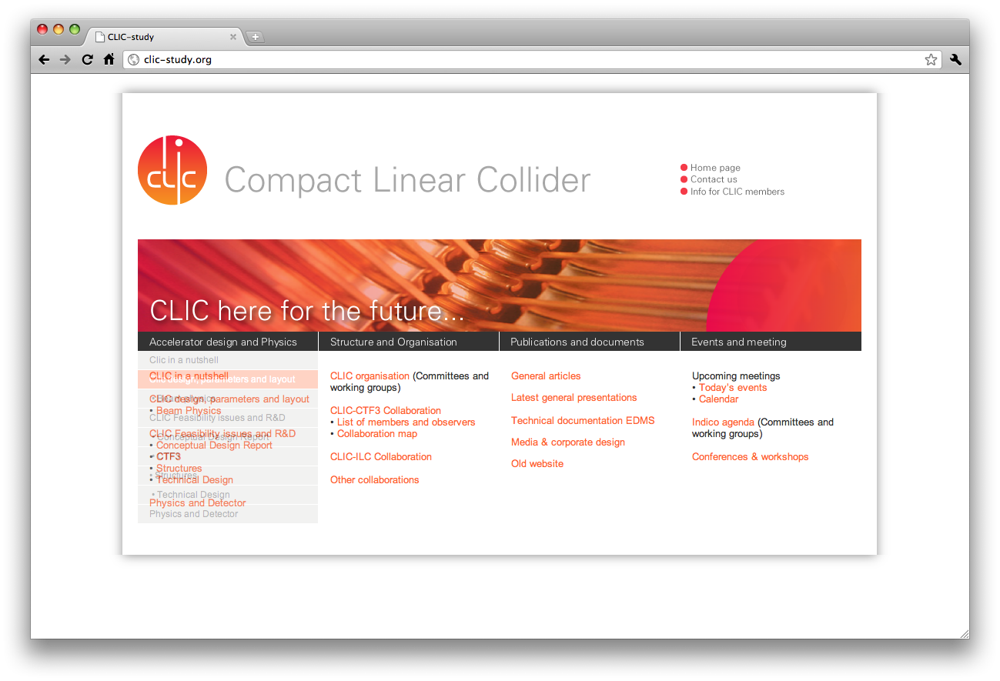 CLIC-study
clic-study.org
clic
Compact Linear Collider
Home page
Contact us
Info for CLIC members
CLIC here for the future...
Accelerator design and Physics
Structure and Organisation
Publications and documents
Events and meeting
Clic in a nutshell
Clic design, parameters and layout
• Beam physics
CLIC Feasibility issues and R&D
• Conceptual Design Report
• CTF3
• Structures
• Technical Design
Physics and Detector
CLIC in a nutshell
CLIC design, parameters and layout
• Beam Physics
CLIC Feasibility issues and R&D
• Conceptual Design Report
• CTF3
• Structures
• Technical Design
Physics and Detector
CLIC organisation (Committees and
working groups)
CLIC-CTF3 Collaboration
• List of members and observers
• Collaboration map
CLIC-ILC Collaboration
Other collaborations
General articles
Latest general presentations
Technical documentation EDMS
Media & corporate design
Old website
Upcoming meetings
• Today's events
• Calendar
Indico agenda (Committees and
working groups)
Conferences & workshops